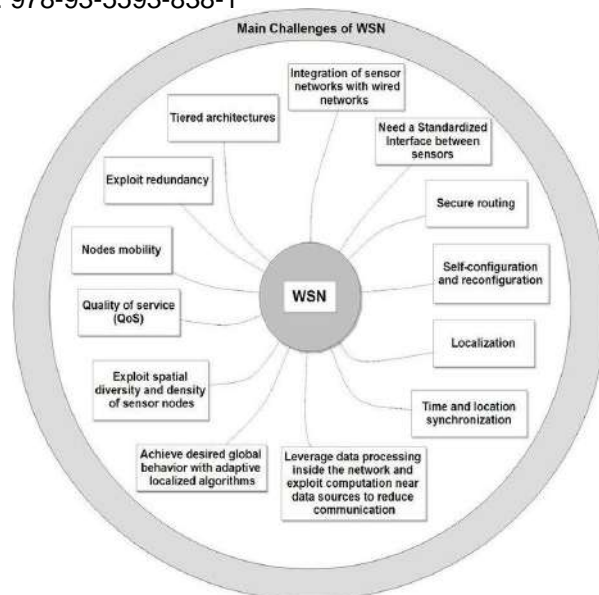 978-93-5593-838-1
Main Challenges of WSN
Integration of sensor
networks with wired
networks
Need a Standardized
Interface between
sensors
Secure routing
Self-configuration
and reconfiguration
Localization
Time and location
synchronization
Leverage data processing
inside the network and
exploit computation near
data sources to reduce
communication
Achieve desired global
behavior with adaptive
localized algorithms
Exploit spatial
diversity and density
of sensor nodes
Quality of service
(QoS)
Nodes mobility
Exploit redundancy
Tiered architectures
WSN